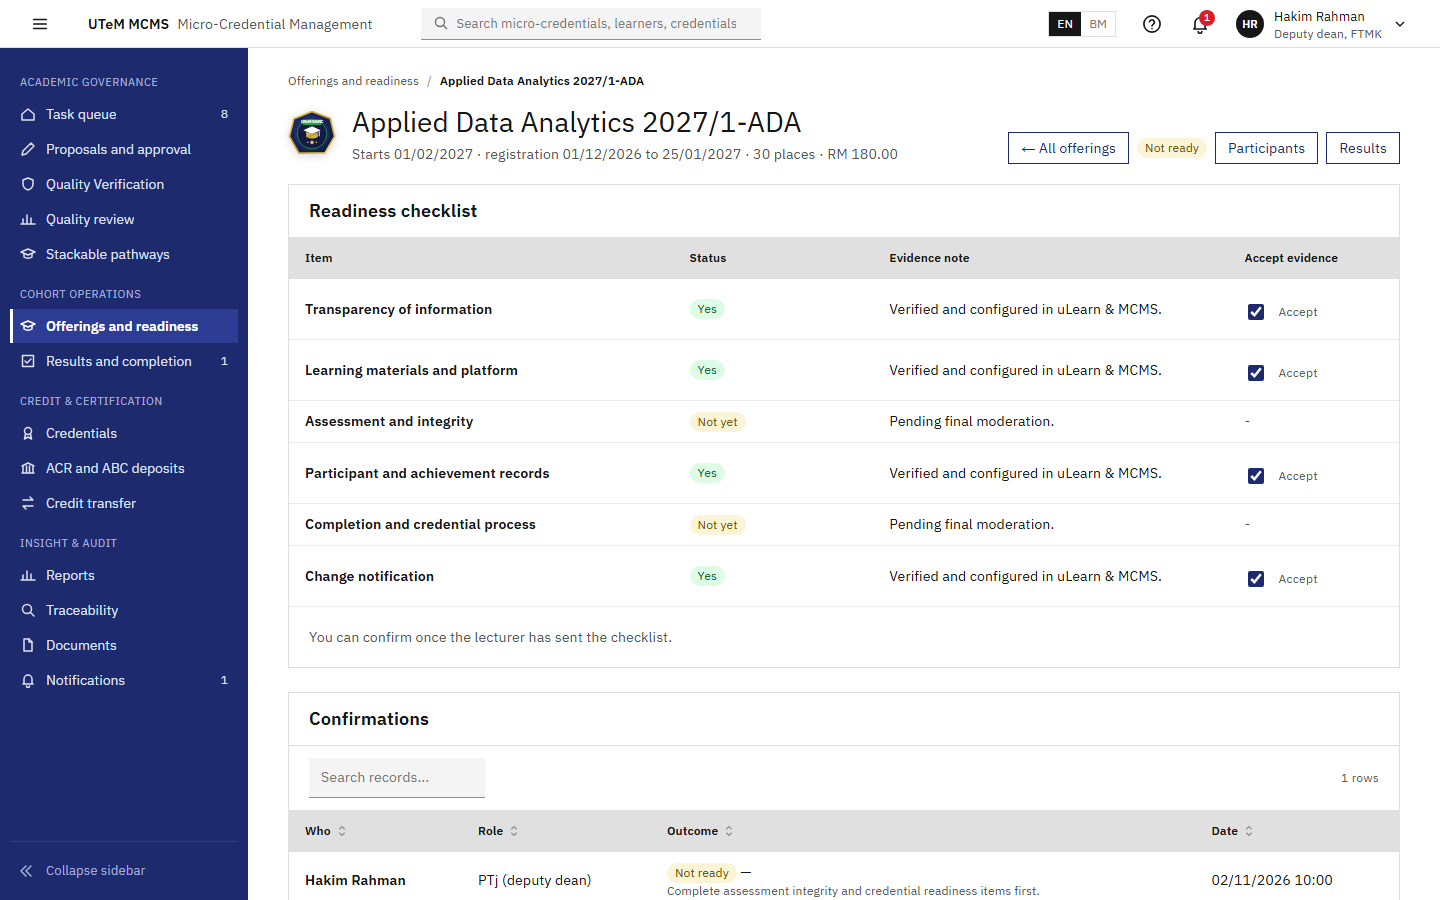 UTeM MCMS Micro-Credential Management
Search micro-credentials, learners, credentials
EN BM
1
HR
Hakim Rahman
Deputy dean, FTMK
ACADEMIC GOVERNANCE
Task queue 8
Proposals and approval
Quality Verification
Quality review
Stackable pathways
COHORT OPERATIONS
Offerings and readiness
Results and completion 1
CREDIT & CERTIFICATION
Credentials
ACR and ABC deposits
Credit transfer
INSIGHT & AUDIT
Reports
Traceability
Documents
Notifications 1
Collapse sidebar
Offerings and readiness / Applied Data Analytics 2027/1-ADA
Applied Data Analytics 2027/1-ADA
Starts 01/02/2027 · registration 01/12/2026 to 25/01/2027 · 30 places · RM 180.00
← All offerings Not ready Participants Results
Readiness checklist
Item Status Evidence note Accept evidence
Transparency of information Yes Verified and configured in uLearn & MCMS. Accept
Learning materials and platform Yes Verified and configured in uLearn & MCMS. Accept
Assessment and integrity Not yet Pending final moderation. -
Participant and achievement records Yes Verified and configured in uLearn & MCMS. Accept
Completion and credential process Not yet Pending final moderation. -
Change notification Yes Verified and configured in uLearn & MCMS. Accept
You can confirm once the lecturer has sent the checklist.
Confirmations
Search records... 1 rows
Who Role Outcome Date
Hakim Rahman PTj (deputy dean) Not ready — 02/11/2026 10:00
Complete assessment integrity and credential readiness items first.